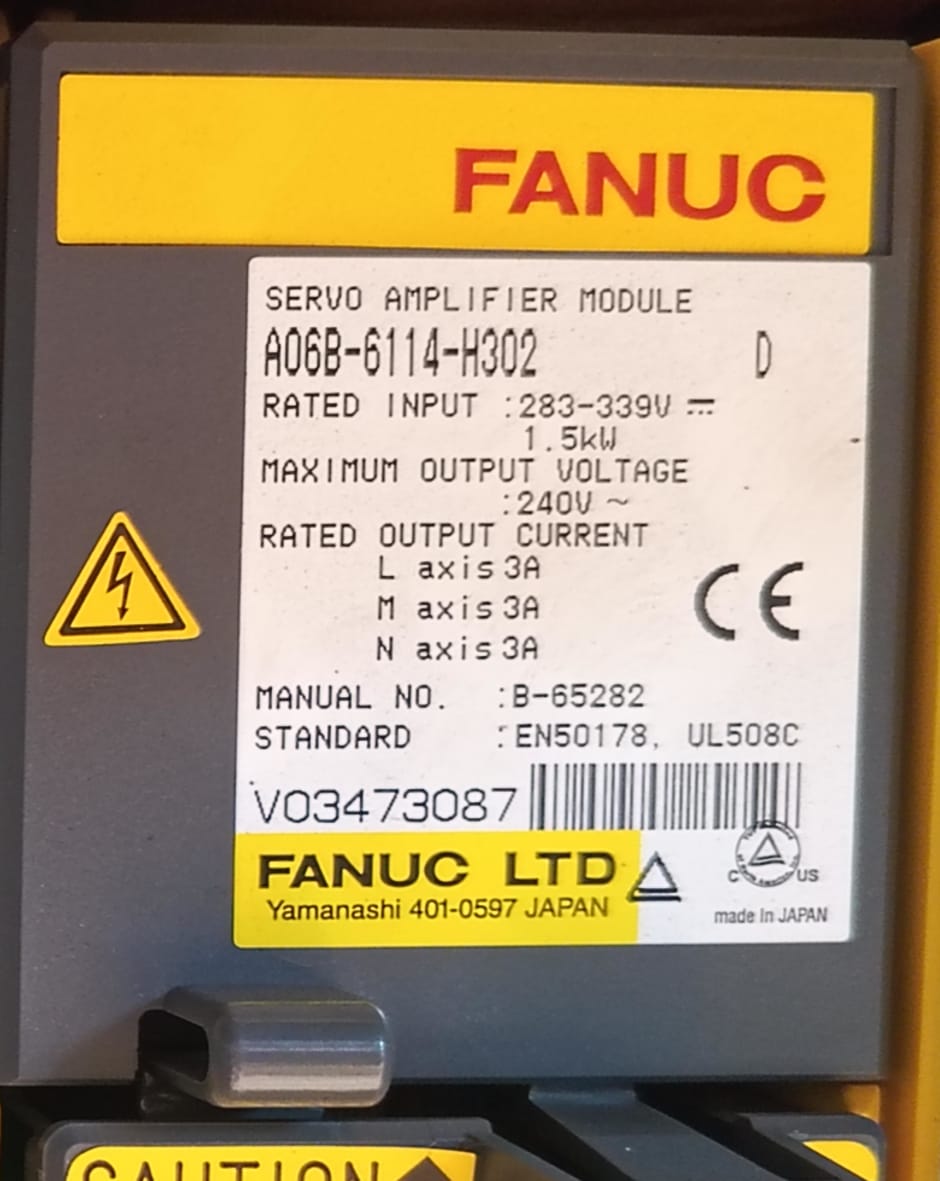 FANUC
SERVO AMPLIFIER MODULE
A06B-6114-H302 D
RATED INPUT :283-339V ⎓
1.5kW
MAXIMUM OUTPUT VOLTAGE
:240V ~
RATED OUTPUT CURRENT
L axis 3A
M axis 3A
N axis 3A
CE
MANUAL NO. :B-65282
STANDARD :EN50178, UL508C
V03473087
FANUC LTD
Yamanashi 401-0597 JAPAN
C US
made in JAPAN
CAUTION